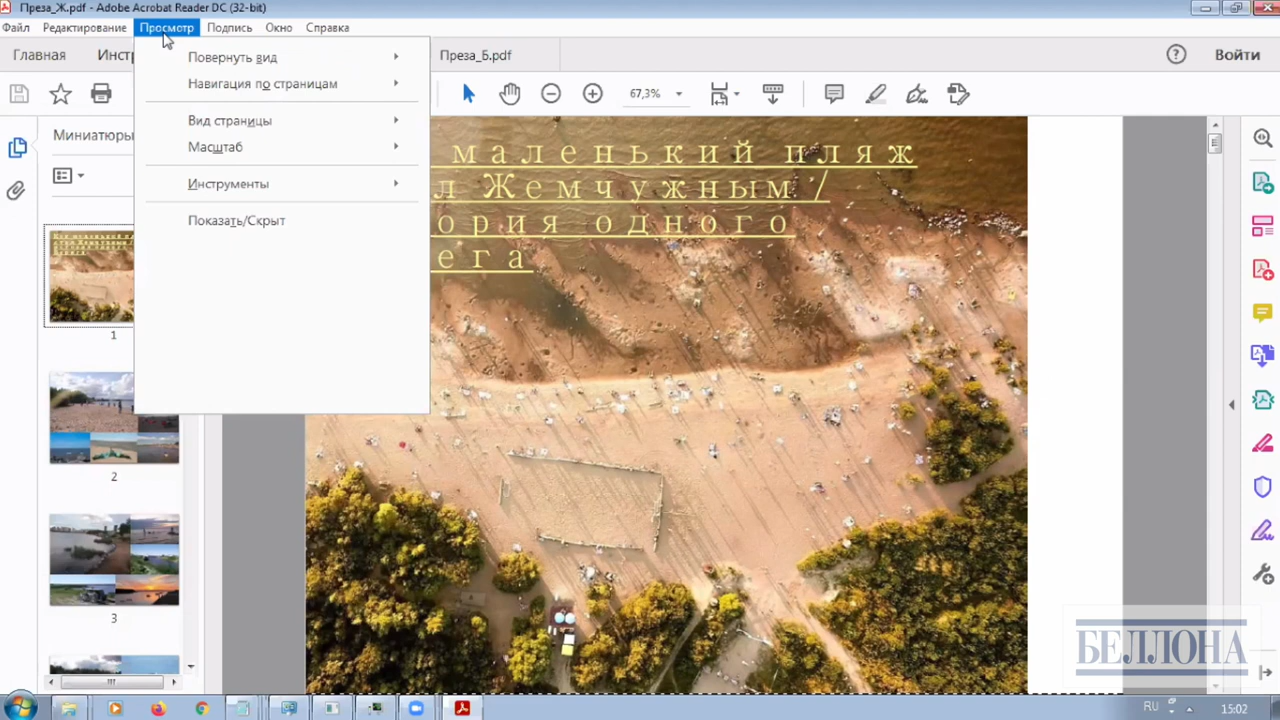 Преза_Ж.pdf - Adobe Acrobat Reader DC (32-bit)
Файл Редактирование Просмотр Подпись Окно Справка
Главная Инст Преза_Б.pdf Войти
67,3%
Повернуть вид
Навигация по страницам
Вид страницы
Масштаб
Инструменты
Показать/Скрыт
Миниатюры
1
2
3
маленький пляж
л Жемчужным /
ория одного
ега
БЕЛЛОНА
RU 15:02